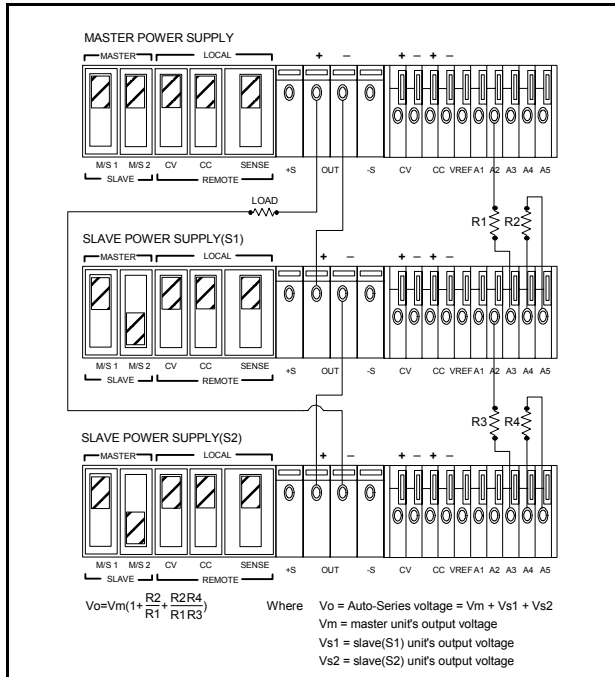 MASTER POWER SUPPLY
MASTER LOCAL + – + – + –
M/S 1 M/S 2 CV CC SENSE +S OUT -S CV CC VREF A1 A2 A3 A4 A5
SLAVE REMOTE
LOAD
R1 R2
SLAVE POWER SUPPLY(S1)
MASTER LOCAL + – + – + –
M/S 1 M/S 2 CV CC SENSE +S OUT -S CV CC VREF A1 A2 A3 A4 A5
SLAVE REMOTE
R3 R4
SLAVE POWER SUPPLY(S2)
MASTER LOCAL + – + – + –
M/S 1 M/S 2 CV CC SENSE +S OUT -S CV CC VREF A1 A2 A3 A4 A5
SLAVE REMOTE
Vo=Vm(1+R2/R1+R2R4/R1R3) Where Vo = Auto-Series voltage = Vm + Vs1 + Vs2
Vm = master unit's output voltage
Vs1 = slave(S1) unit's output voltage
Vs2 = slave(S2) unit's output voltage